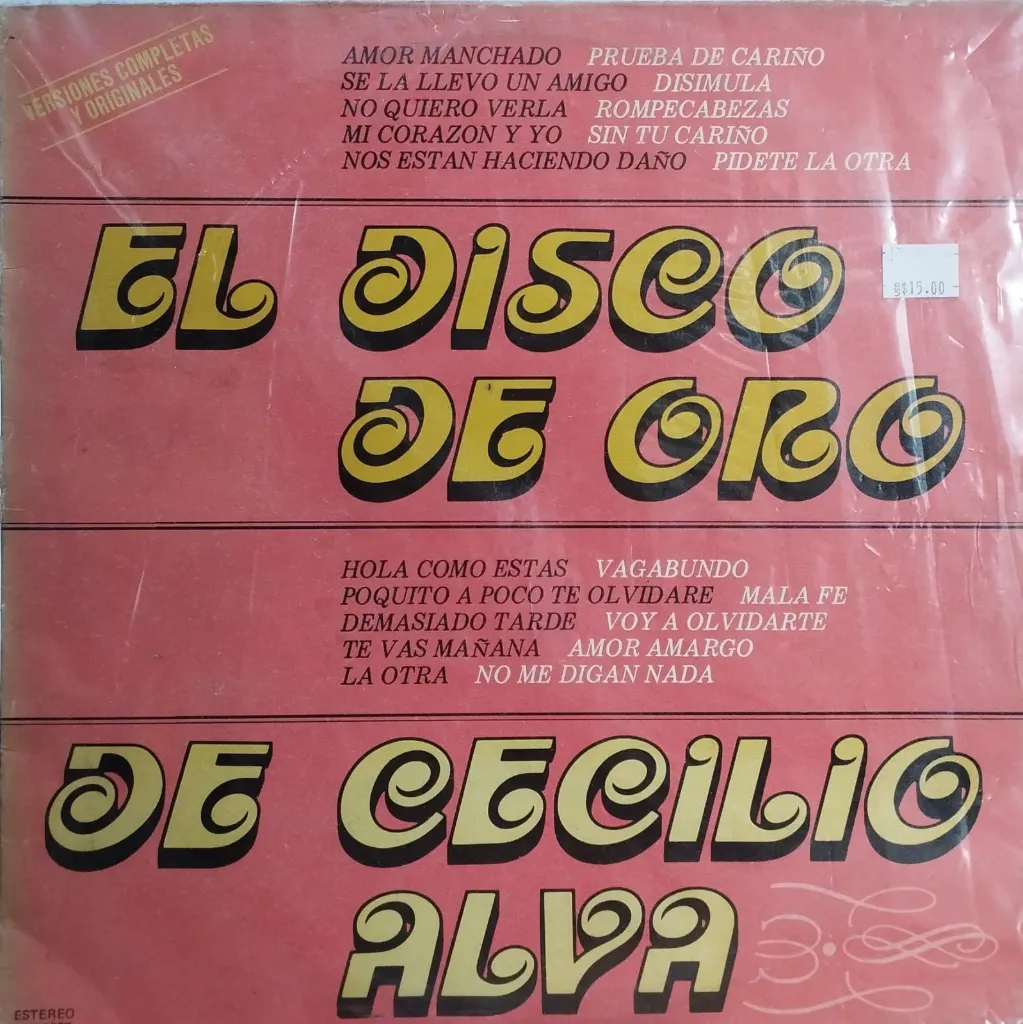 VERSIONES COMPLETAS
Y ORIGINALES
AMOR MANCHADO PRUEBA DE CARIÑO
SE LA LLEVO UN AMIGO DISIMULA
NO QUIERO VERLA ROMPECABEZAS
MI CORAZON Y YO SIN TU CARIÑO
NOS ESTAN HACIENDO DAÑO PIDETE LA OTRA
EL DISCO
$15.00
DE ORO
HOLA COMO ESTAS VAGABUNDO
POQUITO A POCO TE OLVIDARE MALA FE
DEMASIADO TARDE VOY A OLVIDARTE
TE VAS MAÑANA AMOR AMARGO
LA OTRA NO ME DIGAN NADA
DE CECILIO
ALVA
ESTEREO